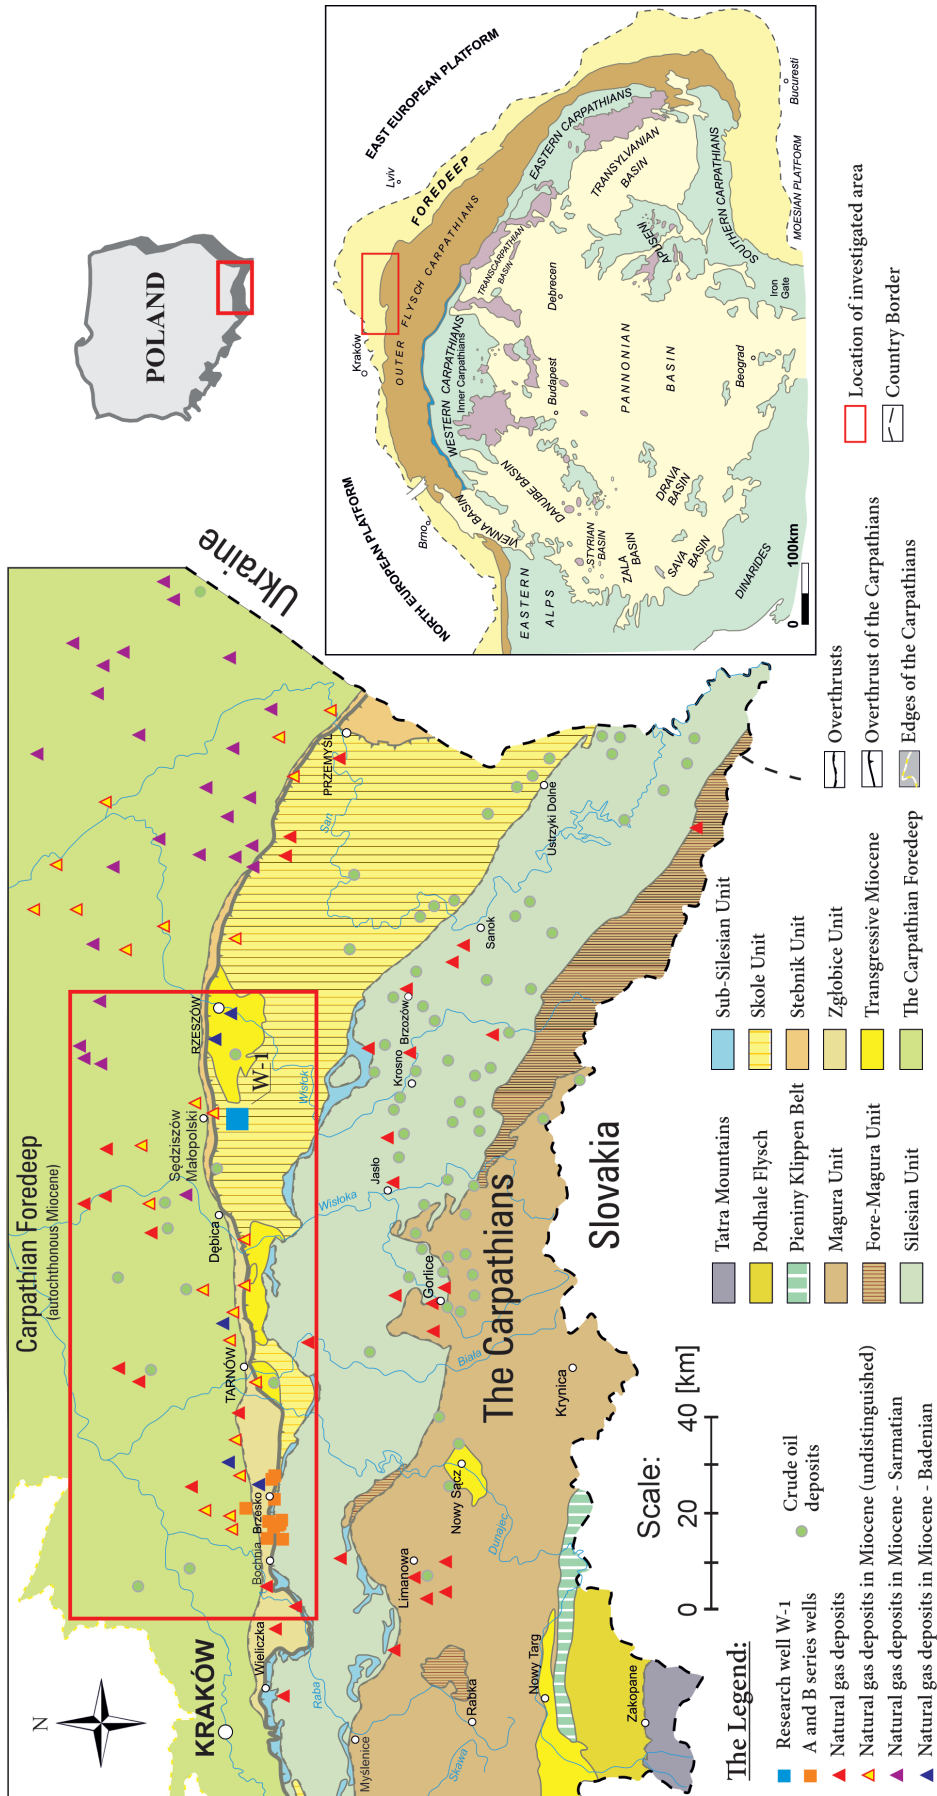 N
Carpathian Foredeep
(autochthonous Miocene)
Ukraine
Slovakia
The Carpathians
KRAKÓW
Wieliczka
Bochnia
Brzesko
TARNÓW
Dębica
Sędziszów
Małopolski
RZESZÓW
W-1
PRZEMYŚL
Ustrzyki Dolne
Sanok
Brzozów
Krosno
Jasło
Gorlice
Krynica
Nowy Sącz
Limanowa
Nowy Targ
Rabka
Zakopane
Myślenice
Raba
Skawa
Dunajec
Biała
Wisłoka
Wisłok
San
POLAND
NORTH EUROPEAN PLATFORM
EAST EUROPEAN PLATFORM
FOREDEEP
OUTER FLYSCH CARPATHIANS
WESTERN CARPATHIANS
Inner Carpathians
EASTERN CARPATHIANS
SOUTHERN CARPATHIANS
TRANSCARPATHIAN
BASIN
TRANSYLVANIAN
BASIN
APUSENI
PANNONIAN
BASIN
VIENNA BASIN
DANUBE BASIN
STYRIAN
BASIN
ZALA
BASIN
SAVA
BASIN
DRAVA
BASIN
EASTERN
ALPS
DINARIDES
MOESIAN PLATFORM
Iron
Gate
Brno
Kraków
Lviv
Budapest
Debrecen
Beograd
Bucuresti
0
100km
Scale:
0
20
40 [km]
The Legend:
Research well W-1
A and B series wells
Natural gas deposits
Natural gas deposits in Miocene (undistinguished)
Natural gas deposits in Miocene - Sarmatian
Natural gas deposits in Miocene - Badenian
Crude oil
deposits
Tatra Mountains
Podhale Flysch
Pieniny Klippen Belt
Magura Unit
Fore-Magura Unit
Silesian Unit
Sub-Silesian Unit
Skole Unit
Stebnik Unit
Zgłobice Unit
Transgressive Miocene
The Carpathian Foredeep
Overthrusts
Overthrust of the Carpathians
Edges of the Carpathians
Location of investigated area
Country Border